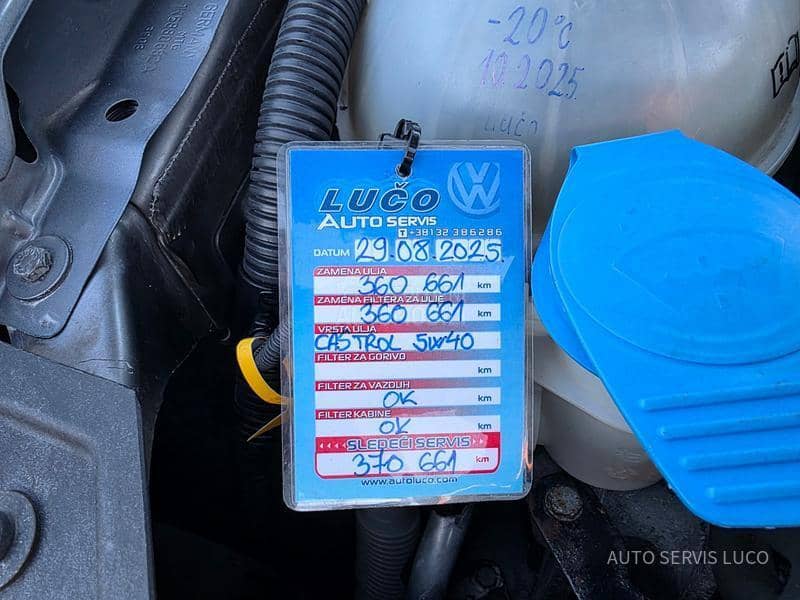 -20°C
10.2025.
Lučo
LUČO
AUTO SERVIS
T +38132 386286
DATUM 29.08.2025.
ZAMENA ULJA
360 661 km
ZAMENA FILTERA ZA ULJE
360 661 km
VRSTA ULJA
CASTROL 5w40
FILTER ZA GORIVO
km
FILTER ZA VAZDUH
OK km
FILTER KABINE
OK km
SLEDEĆI SERVIS
370 661 km
www.autoluco.com
AUTO SERVIS LUCO